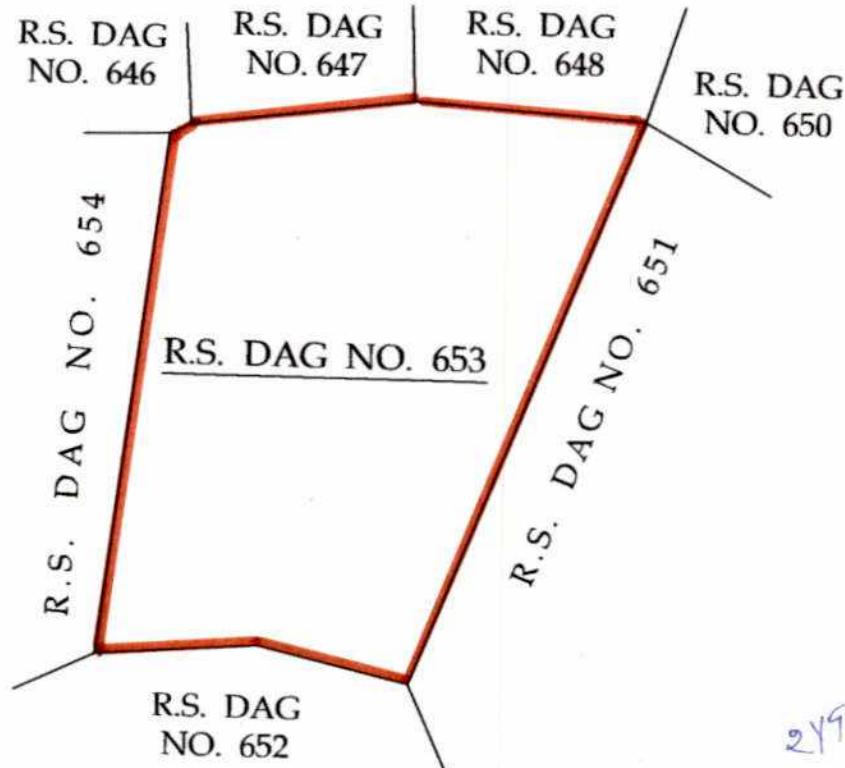 R.S. DAG
NO. 646
R.S. DAG
NO. 647
R.S. DAG
NO. 648
R.S. DAG
NO. 650
R.S. DAG NO. 654
R.S. DAG NO. 653
R.S. DAG NO. 651
R.S. DAG
NO. 652